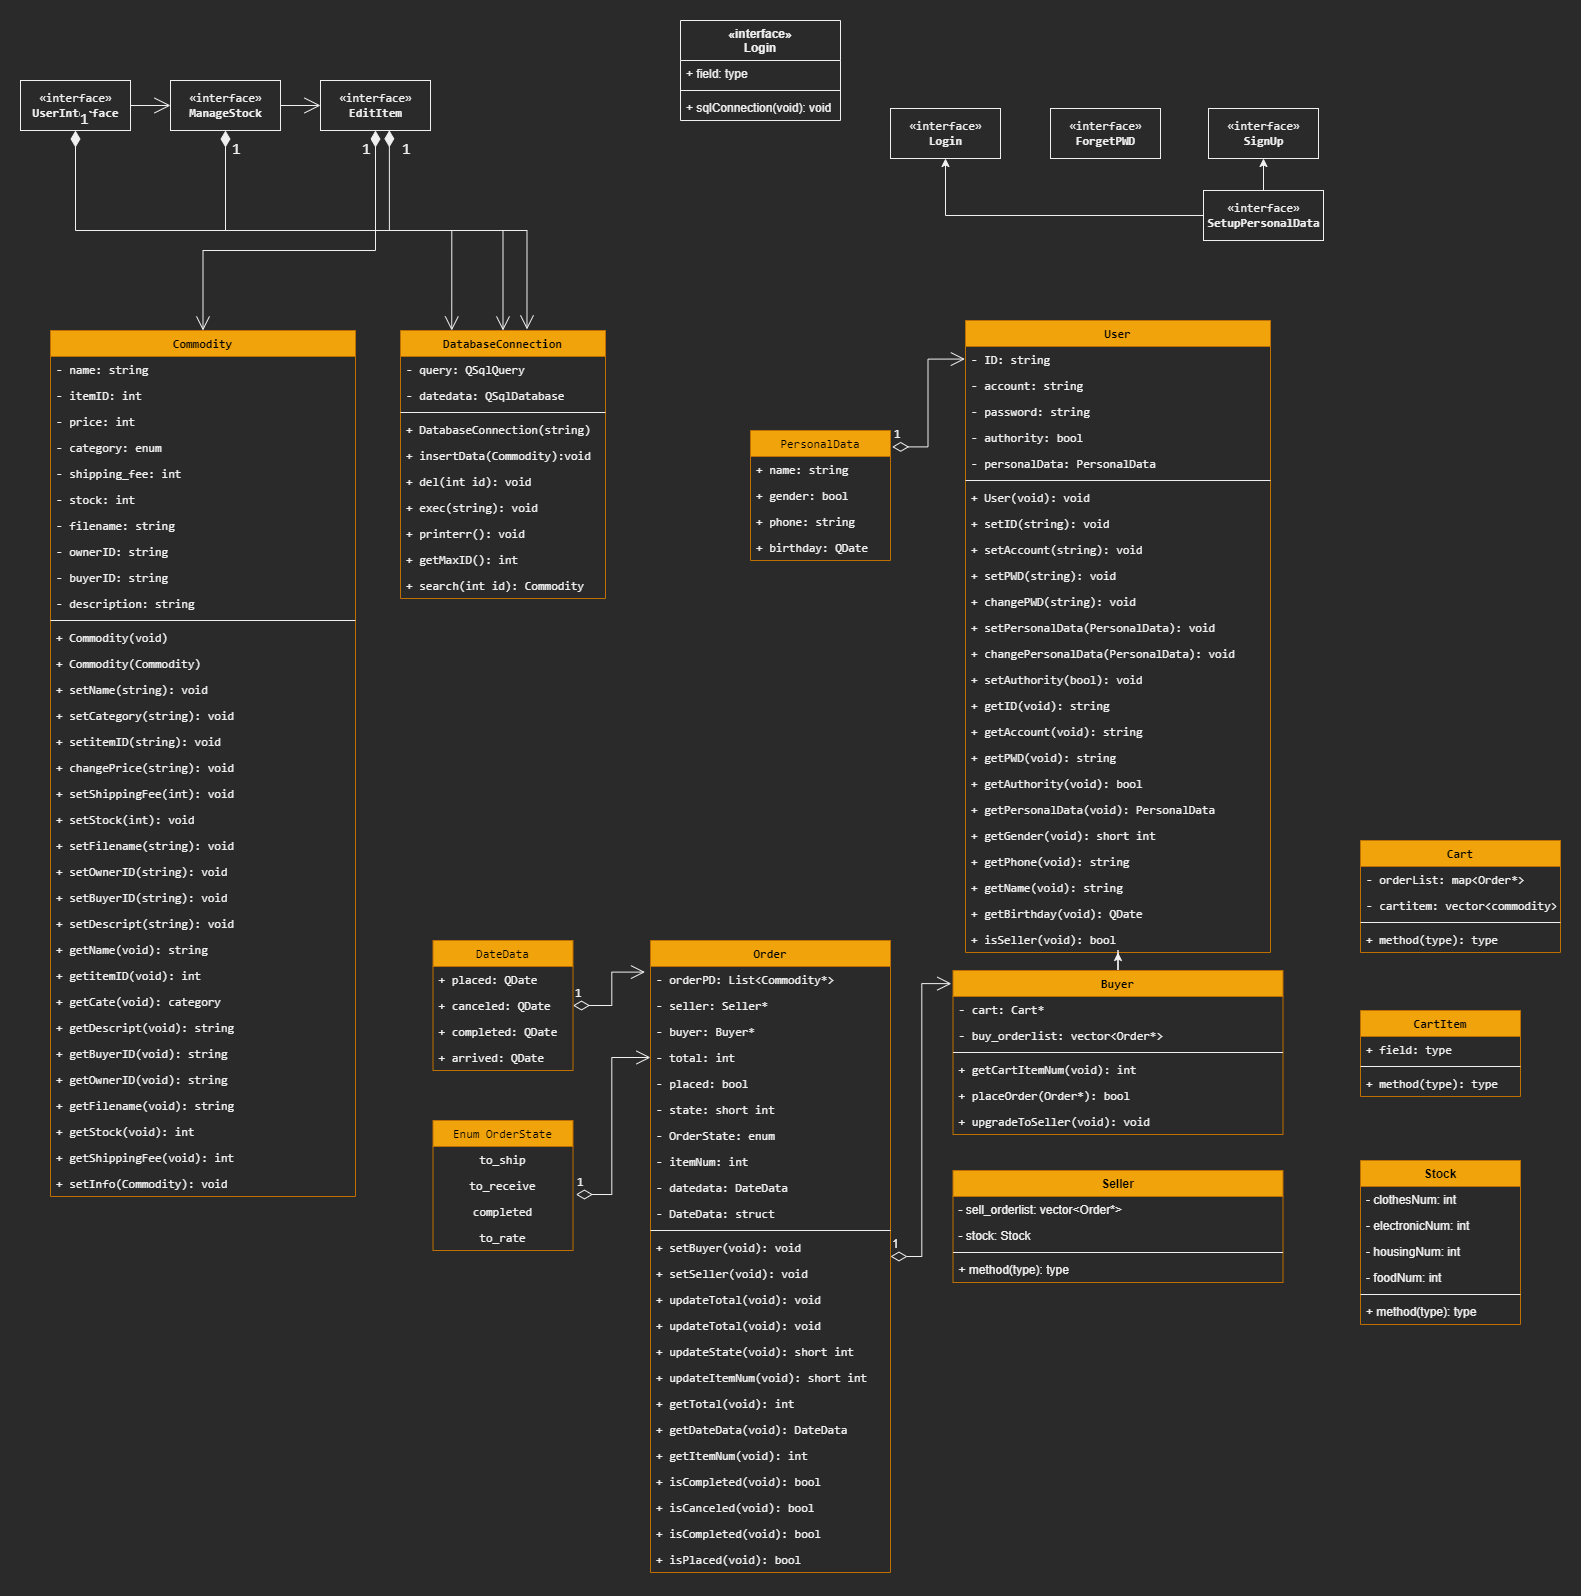 «interface»
Login
+ field: type
+ sqlConnection(void): void
«interface»
UserInterface
1
«interface»
ManageStock
1
«interface»
EditItem
1
1
«interface»
Login
«interface»
ForgetPWD
«interface»
SignUp
«interface»
SetupPersonalData
Commodity
- name: string
- itemID: int
- price: int
- category: enum
- shipping_fee: int
- stock: int
- filename: string
- ownerID: string
- buyerID: string
- description: string
+ Commodity(void)
+ Commodity(Commodity)
+ setName(string): void
+ setCategory(string): void
+ setitemID(string): void
+ changePrice(string): void
+ setShippingFee(int): void
+ setStock(int): void
+ setFilename(string): void
+ setOwnerID(string): void
+ setBuyerID(string): void
+ setDescript(string): void
+ getName(void): string
+ getitemID(void): int
+ getCate(void): category
+ getDescript(void): string
+ getBuyerID(void): string
+ getOwnerID(void): string
+ getFilename(void): string
+ getStock(void): int
+ getShippingFee(void): int
+ setInfo(Commodity): void
DatabaseConnection
- query: QSqlQuery
- datedata: QSqlDatabase
+ DatabaseConnection(string)
+ insertData(Commodity):void
+ del(int id): void
+ exec(string): void
+ printerr(): void
+ getMaxID(): int
+ search(int id): Commodity
PersonalData
+ name: string
+ gender: bool
+ phone: string
+ birthday: QDate
1
User
- ID: string
- account: string
- password: string
- authority: bool
- personalData: PersonalData
+ User(void): void
+ setID(string): void
+ setAccount(string): void
+ setPWD(string): void
+ changePWD(string): void
+ setPersonalData(PersonalData): void
+ changePersonalData(PersonalData): void
+ setAuthority(bool): void
+ getID(void): string
+ getAccount(void): string
+ getPWD(void): string
+ getAuthority(void): bool
+ getPersonalData(void): PersonalData
+ getGender(void): short int
+ getPhone(void): string
+ getName(void): string
+ getBirthday(void): QDate
+ isSeller(void): bool
Cart
- orderList: map<Order*>
- cartitem: vector<commodity>
+ method(type): type
DateData
+ placed: QDate
+ canceled: QDate
+ completed: QDate
+ arrived: QDate
1
Enum OrderState
to_ship
to_receive
completed
to_rate
1
Order
- orderPD: List<Commodity*>
- seller: Seller*
- buyer: Buyer*
- total: int
- placed: bool
- state: short int
- OrderState: enum
- itemNum: int
- datedata: DateData
- DateData: struct
+ setBuyer(void): void
+ setSeller(void): void
+ updateTotal(void): void
+ updateTotal(void): void
+ updateState(void): short int
+ updateItemNum(void): short int
+ getTotal(void): int
+ getDateData(void): DateData
+ getItemNum(void): int
+ isCompleted(void): bool
+ isCanceled(void): bool
+ isCompleted(void): bool
+ isPlaced(void): bool
1
Buyer
- cart: Cart*
- buy_orderlist: vector<Order*>
+ getCartItemNum(void): int
+ placeOrder(Order*): bool
+ upgradeToSeller(void): void
Seller
- sell_orderlist: vector<Order*>
- stock: Stock
+ method(type): type
CartItem
+ field: type
+ method(type): type
Stock
- clothesNum: int
- electronicNum: int
- housingNum: int
- foodNum: int
+ method(type): type